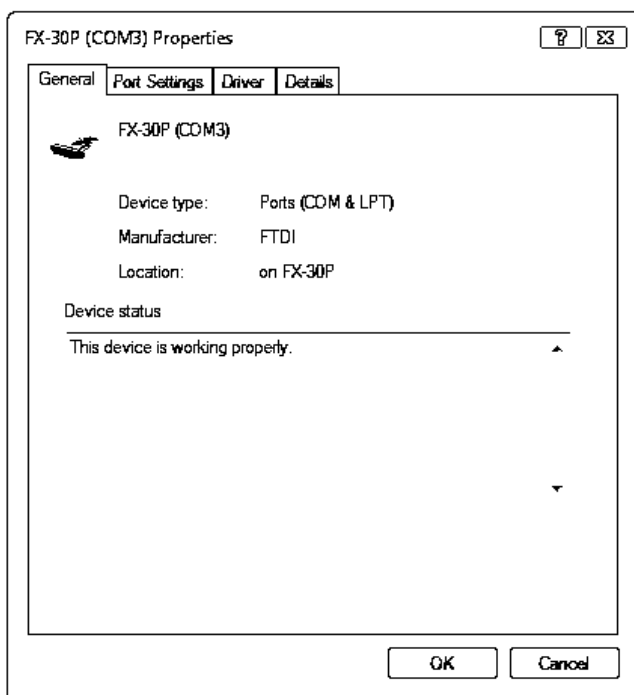 FX-30P (COM3) Properties
General Port Settings Driver Details
FX-30P (COM3)
Device type: Ports (COM & LPT)
Manufacturer: FTDI
Location: on FX-30P
Device status
This device is working properly.
OK Cancel